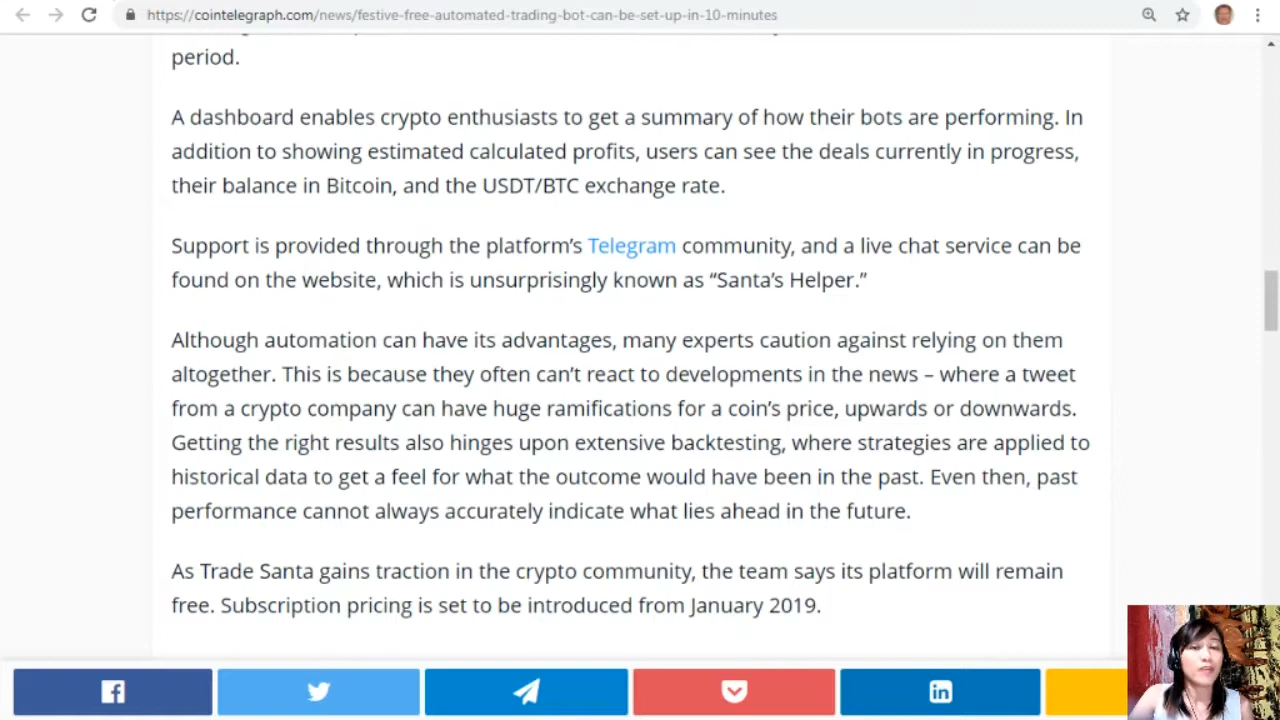 https://cointelegraph.com/news/festive-free-automated-trading-bot-can-be-set-up-in-10-minutes
period.
A dashboard enables crypto enthusiasts to get a summary of how their bots are performing. In
addition to showing estimated calculated profits, users can see the deals currently in progress,
their balance in Bitcoin, and the USDT/BTC exchange rate.
Support is provided through the platform’s Telegram community, and a live chat service can be
found on the website, which is unsurprisingly known as “Santa’s Helper.”
Although automation can have its advantages, many experts caution against relying on them
altogether. This is because they often can’t react to developments in the news – where a tweet
from a crypto company can have huge ramifications for a coin’s price, upwards or downwards.
Getting the right results also hinges upon extensive backtesting, where strategies are applied to
historical data to get a feel for what the outcome would have been in the past. Even then, past
performance cannot always accurately indicate what lies ahead in the future.
As Trade Santa gains traction in the crypto community, the team says its platform will remain
free. Subscription pricing is set to be introduced from January 2019.